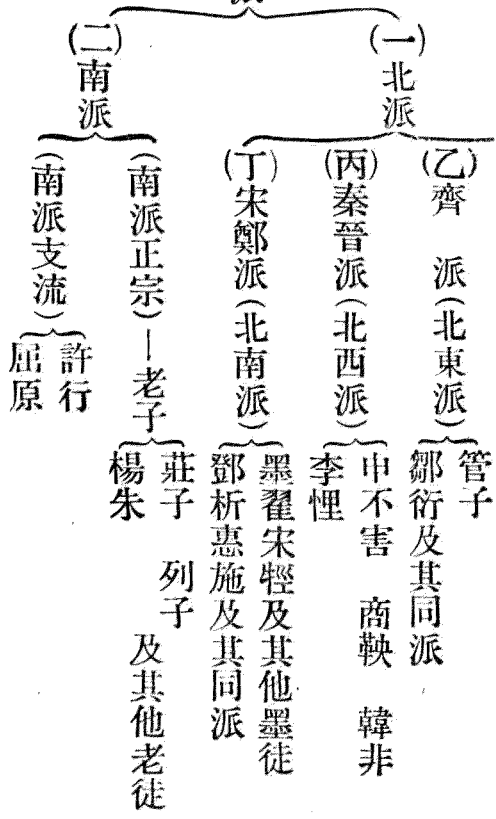 (一)北派
(乙)齊 派(北東派)
管子
鄒衍及其同派
(丙)秦晉派(北西派)
申不害 商鞅 韓非
李悝
(丁)宋鄭派(北南派)
墨翟宋牼及其他墨徒
鄧析惠施及其同派
(二)南派
(南派正宗)—老子
莊子 列子
楊朱
及其他老徒
(南派支流)
許行
屈原